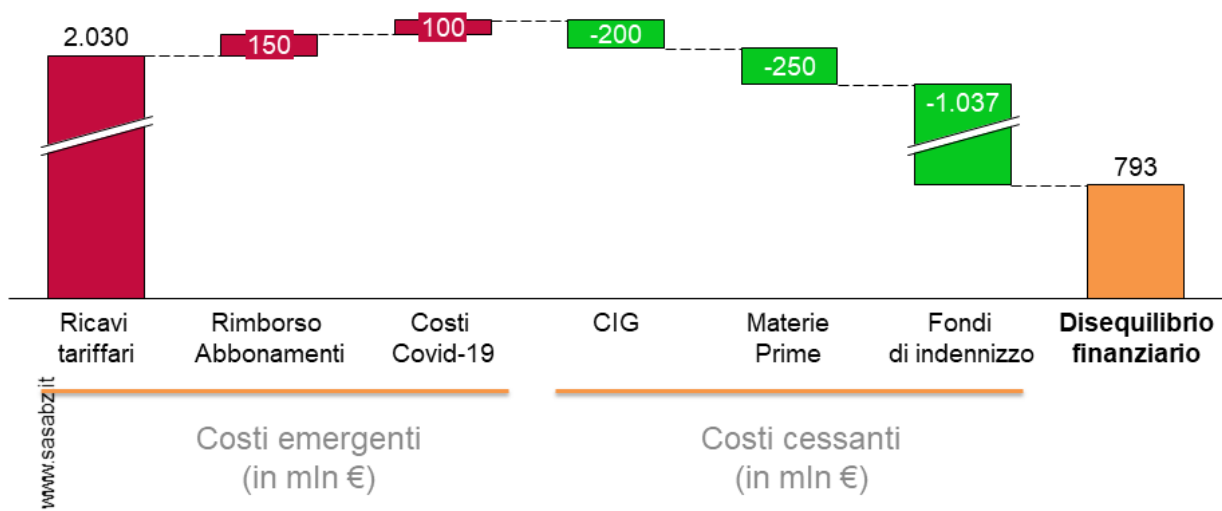 2.030
150
100
-200
-250
-1.037
793
Ricavi
tariffari
Rimborso
Abbonamenti
Costi
Covid-19
CIG
Materie
Prime
Fondi
di indennizzo
Disequilibrio
finanziario
www.sasabz.it
Costi emergenti
(in mln €)
Costi cessanti
(in mln €)